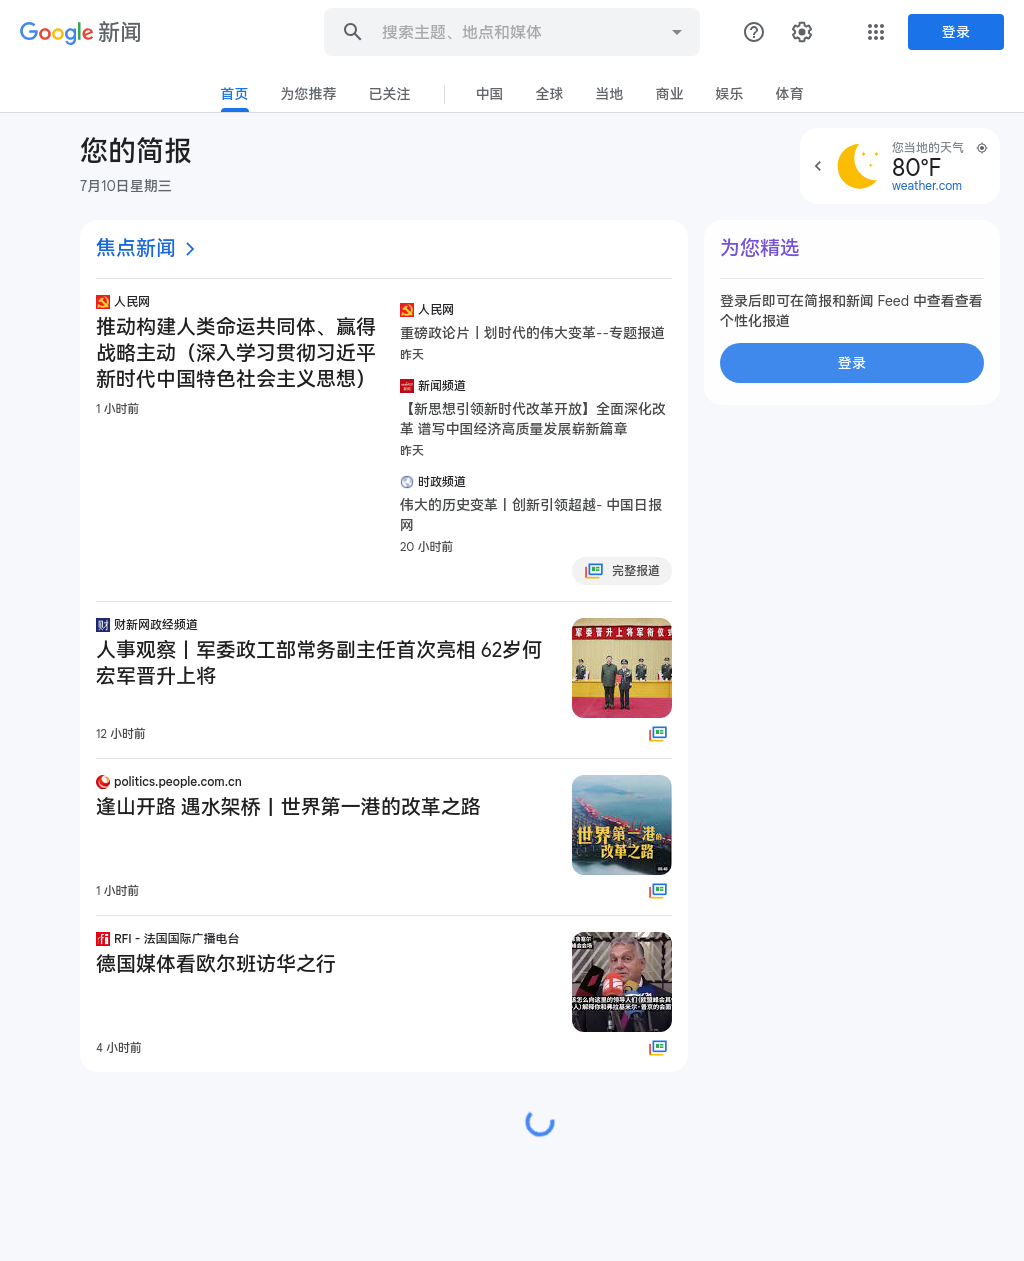 Google 新闻
搜索主题、地点和媒体
登录
首页
为您推荐
已关注
中国
全球
当地
商业
娱乐
体育
您的简报
7月10日星期三
您当地的天气
80°F
weather.com
焦点新闻
人民网
推动构建人类命运共同体、赢得
战略主动（深入学习贯彻习近平
新时代中国特色社会主义思想）
1 小时前
人民网
重磅政论片丨划时代的伟大变革--专题报道
昨天
新闻频道
【新思想引领新时代改革开放】全面深化改
革 谱写中国经济高质量发展崭新篇章
昨天
时政频道
伟大的历史变革丨创新引领超越- 中国日报
网
20 小时前
完整报道
财新网政经频道
人事观察丨军委政工部常务副主任首次亮相 62岁何
宏军晋升上将
军委晋升上将军衔仪式
12 小时前
politics.people.com.cn
逢山开路 遇水架桥丨世界第一港的改革之路
世界第一港的
改革之路
1 小时前
RFI - 法国国际广播电台
德国媒体看欧尔班访华之行
4 小时前
为您精选
登录后即可在简报和新闻 Feed 中查看查看
个性化报道
登录